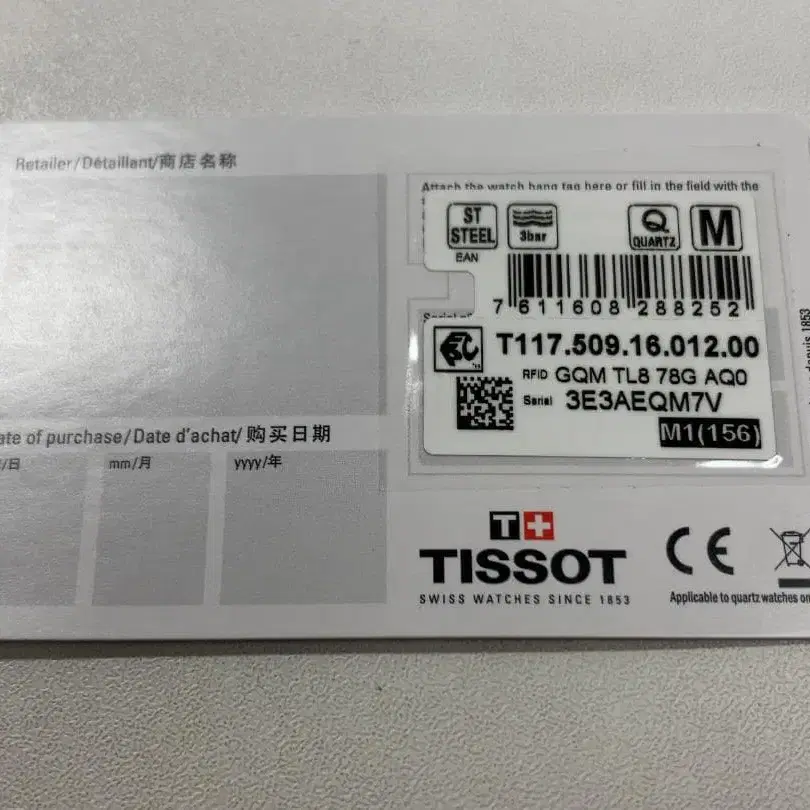 Retailer/Détaillant/商店名称
Attach the watch hang tag here or fill in the field with the
ST
STEEL
3bar
Q
QUARTZ
M
EAN
7 611608 288252
T117.509.16.012.00
RFID GQM TL8 78G AQ0
Serial 3E3AEQM7V
M1(156)
ate of purchase/Date d'achat/购买日期
/日
mm/月
yyyy/年
T+
TISSOT
SWISS WATCHES SINCE 1853
CE
Applicable to quartz watches on
depuis 1853